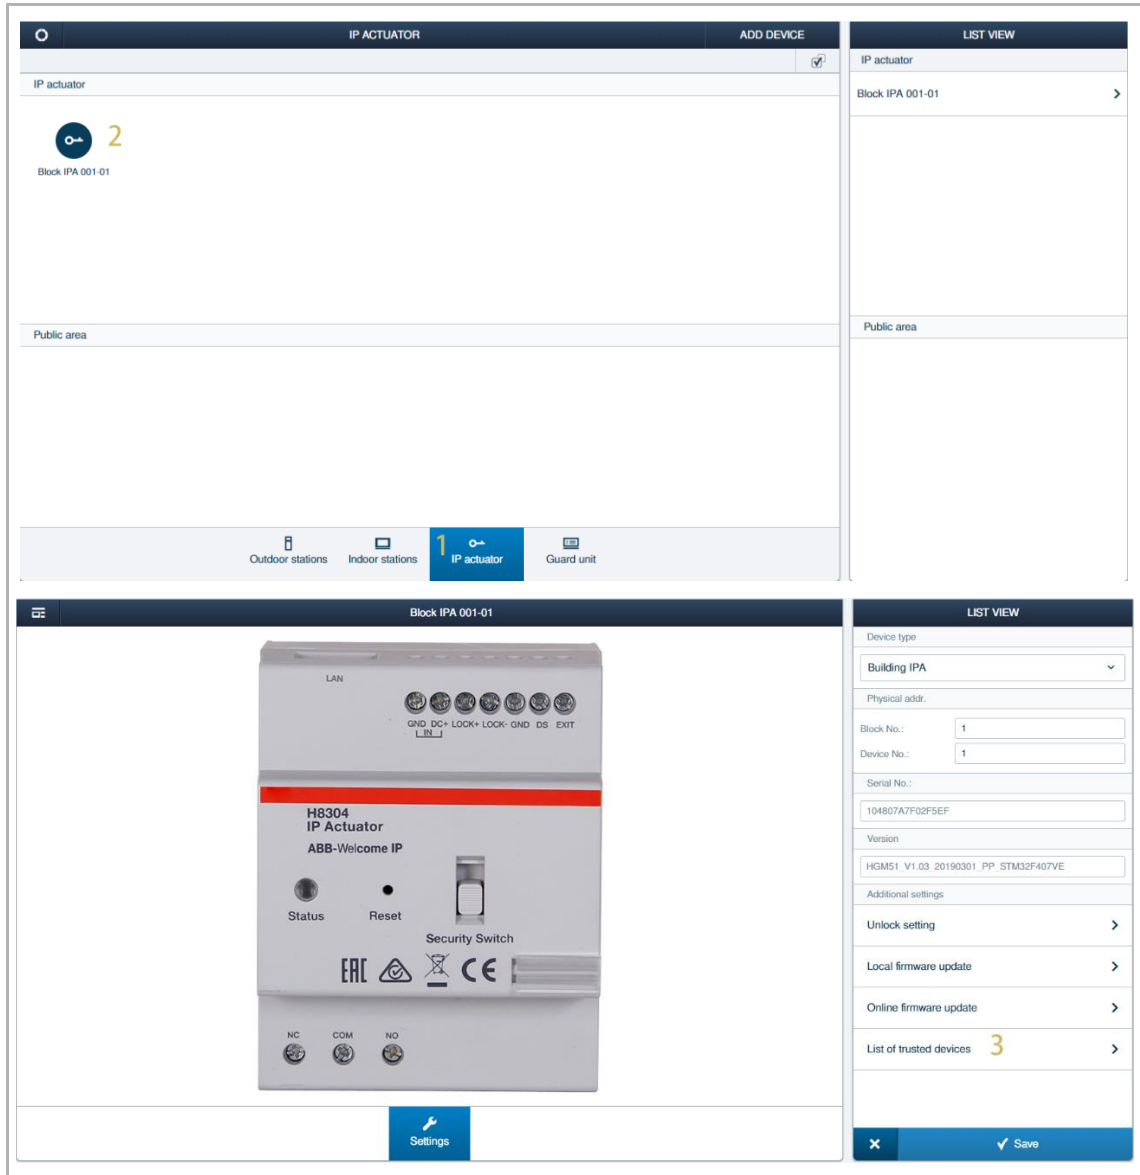 IP ACTUATOR
ADD DEVICE
LIST VIEW
IP actuator
IP actuator
Block IPA 001-01
2
Block IPA 001-01
Public area
Public area
1
Outdoor stations
Indoor stations
IP actuator
Guard unit
Block IPA 001-01
LIST VIEW
Device type
Building IPA
Physical addr.
Block No.: 1
Device No.: 1
Serial No.:
104807A7F02F5EF
Version
HGM51_V1.03_20190301_PP_STM32F407VE
Additional settings
Unlock setting
Local firmware update
Online firmware update
List of trusted devices 3
Save
LAN
GND DC+ LOCK+ LOCK- GND DS EXIT
IN
H8304
IP Actuator
ABB-Welcome IP
Status
Reset
Security Switch
EAC
CE
NC COM NO
Settings